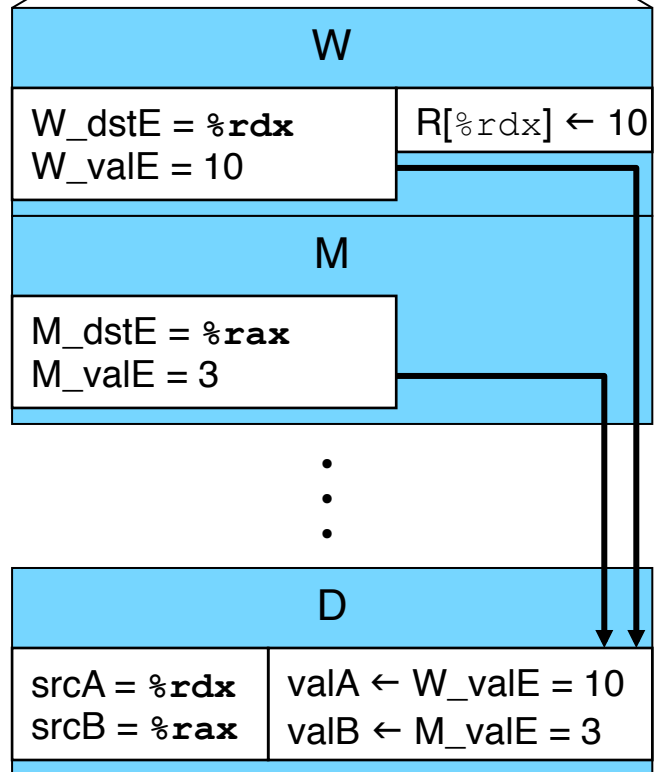 W
W_dstE = %rdx
W_valE = 10
R[%rdx] ← 10
M
M_dstE = %rax
M_valE = 3
D
srcA = %rdx
srcB = %rax
valA ← W_valE = 10
valB ← M_valE = 3